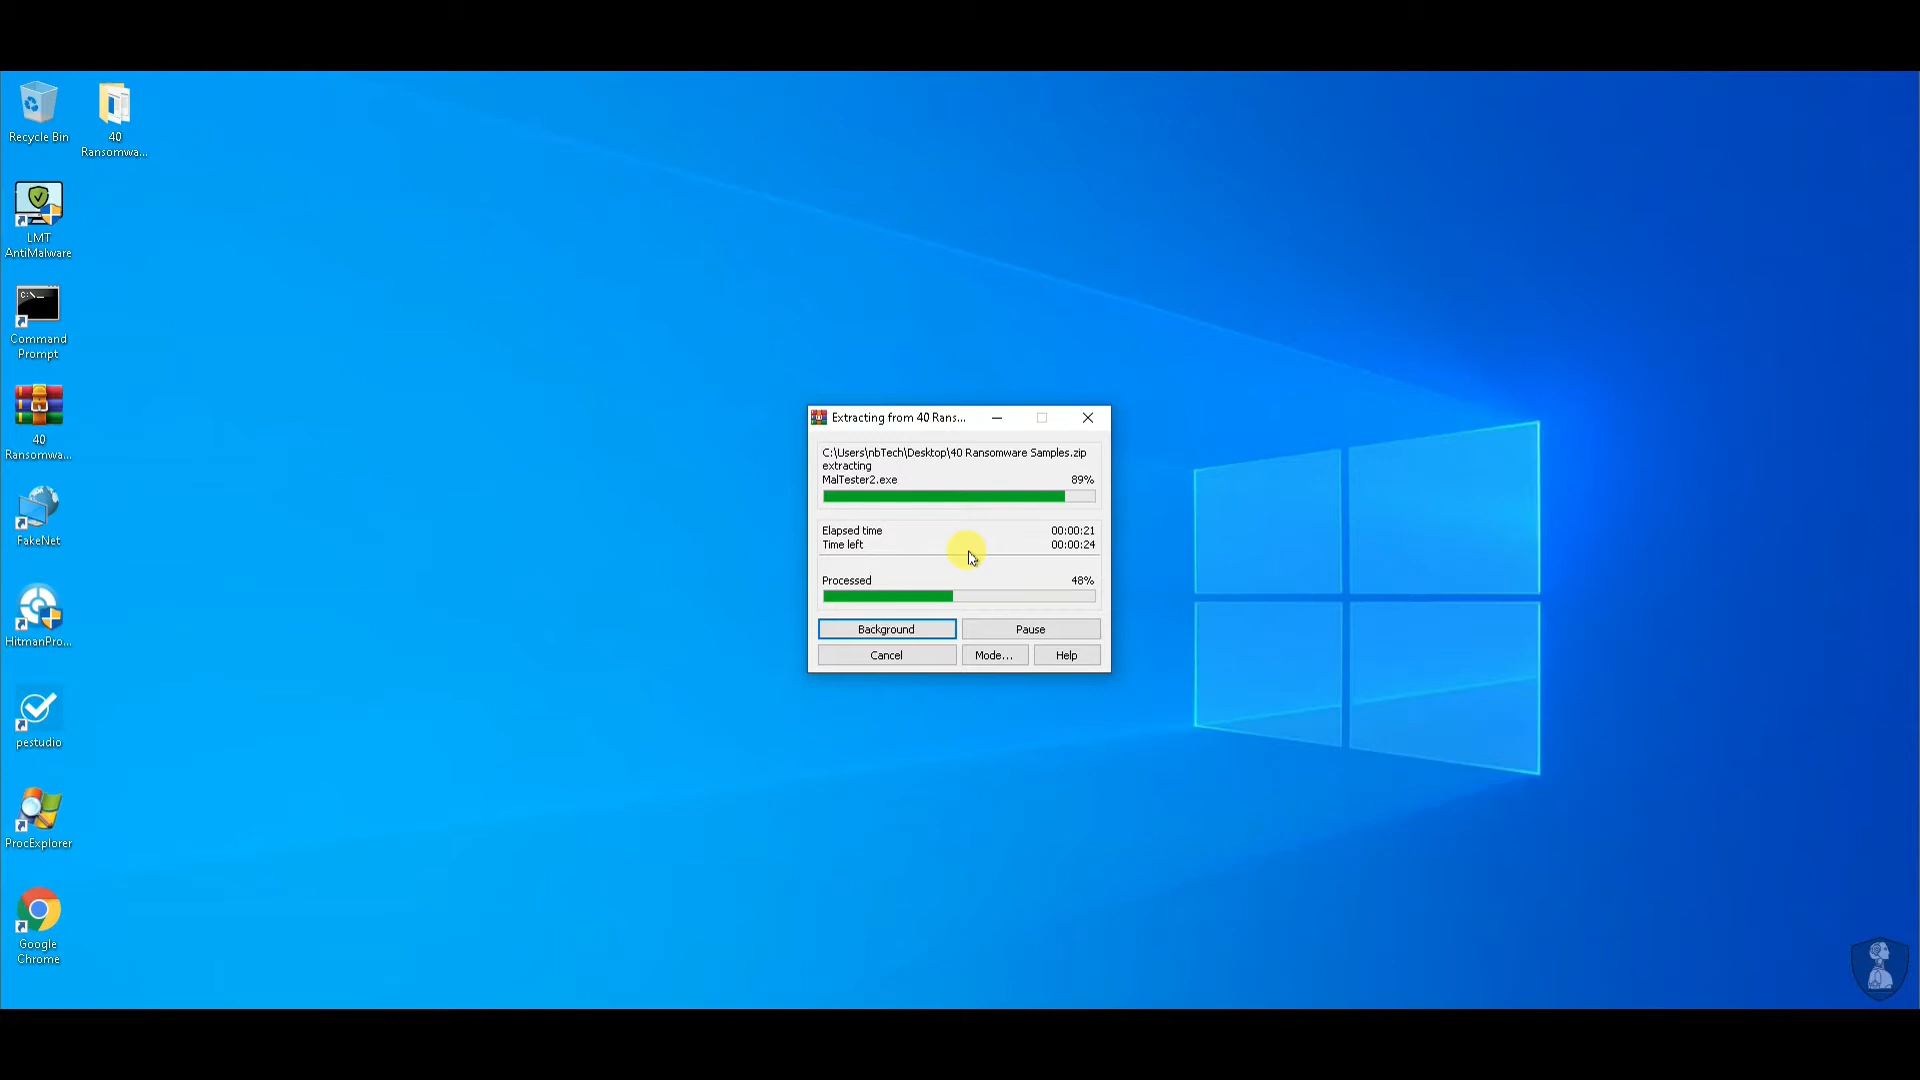 Recycle Bin
40
Ransomwa...
LMT
AntiMalware
C:\_
Command
Prompt
40
Ransomwa...
FakeNet
HitmanPro...
pestudio
ProcExplorer
Google
Chrome
Extracting from 40 Rans...
C:\Users\nbTech\Desktop\40 Ransomware Samples.zip
extracting
MalTester2.exe 89%
Elapsed time 00:00:21
Time left 00:00:24
Processed 48%
Background Pause
Cancel Mode... Help